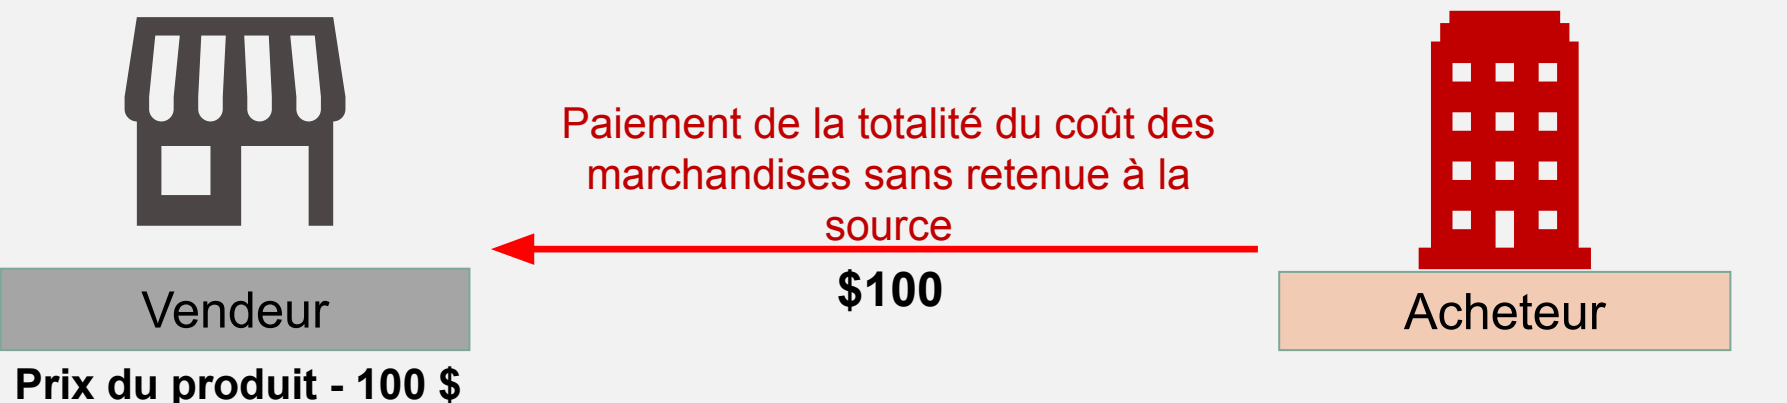 Paiement de la totalité du coût des
marchandises sans retenue à la
source
$100
Vendeur
Acheteur
Prix du produit - 100 $